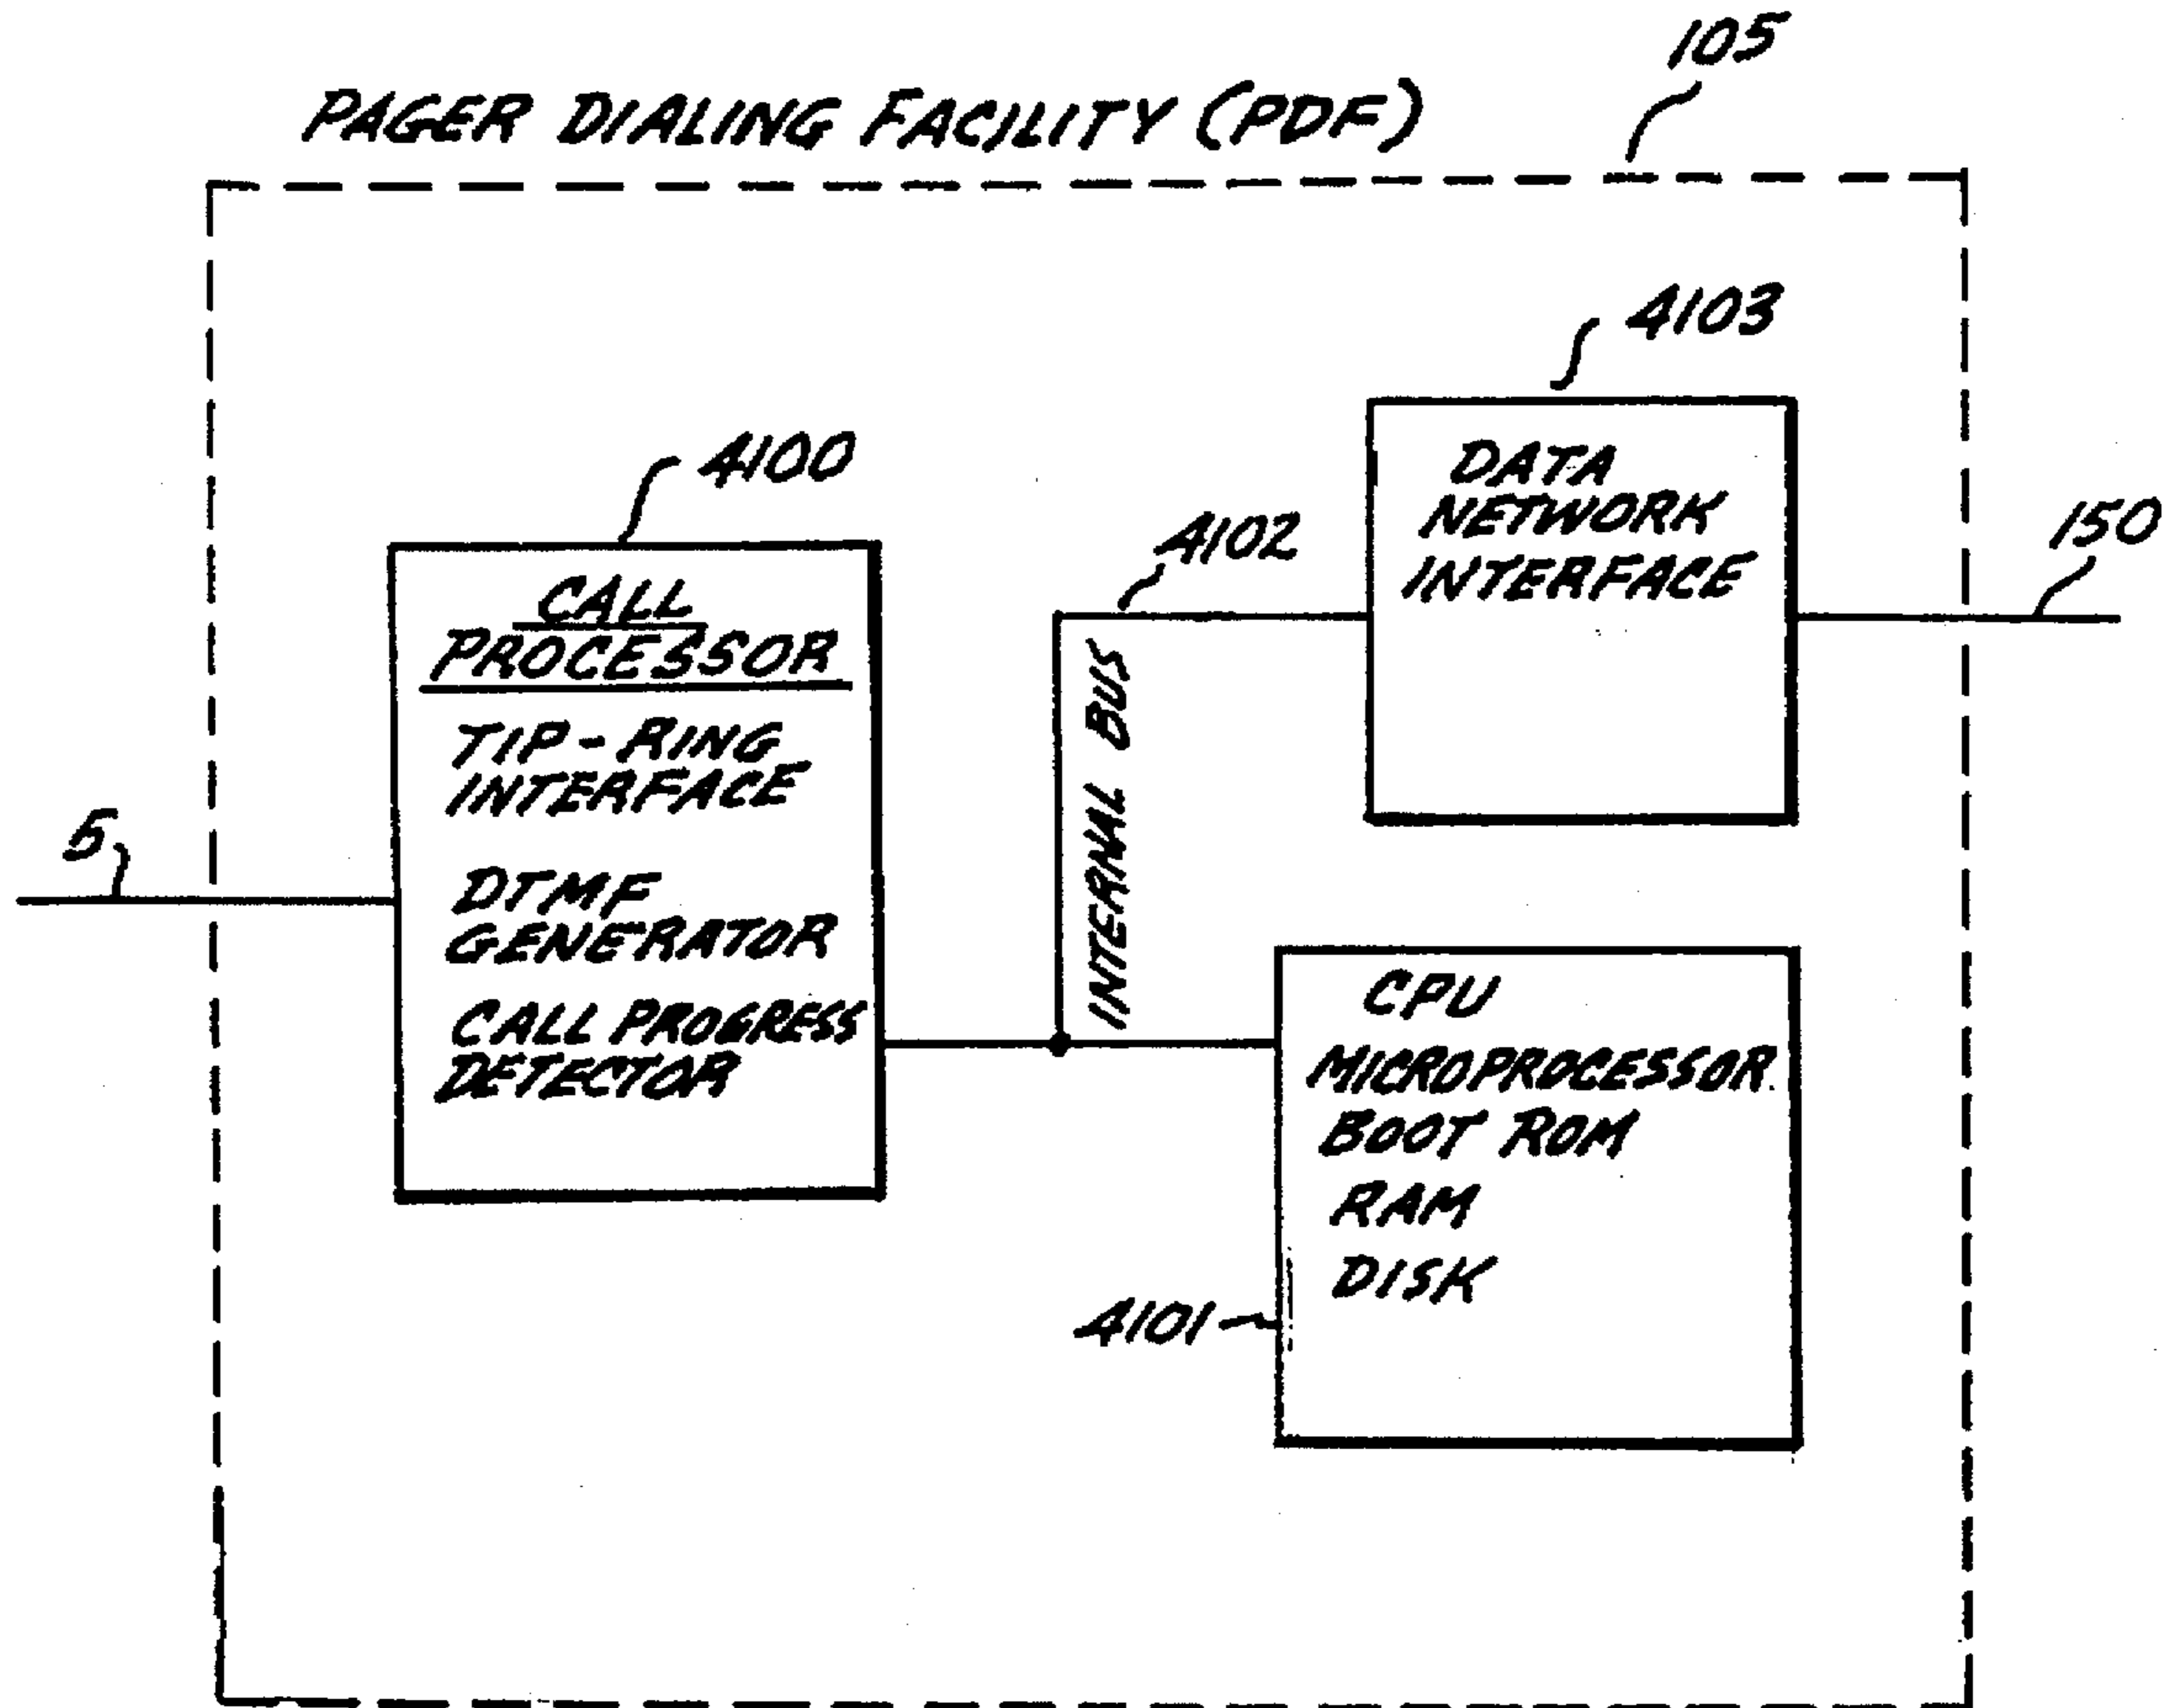 105
PAGER DIALING FACILITY (PDF)
4103
4100
DATA
NETWORK
INTERFACE
4102
150
CALL
PROCESSOR
TIP-RING
INTERFACE
INTERNAL BUS
5
DTMF
GENERATOR
CALL PROGRESS
DETECTOR
CPU
MICROPROCESSOR
BOOT ROM
RAM
DISK
4101